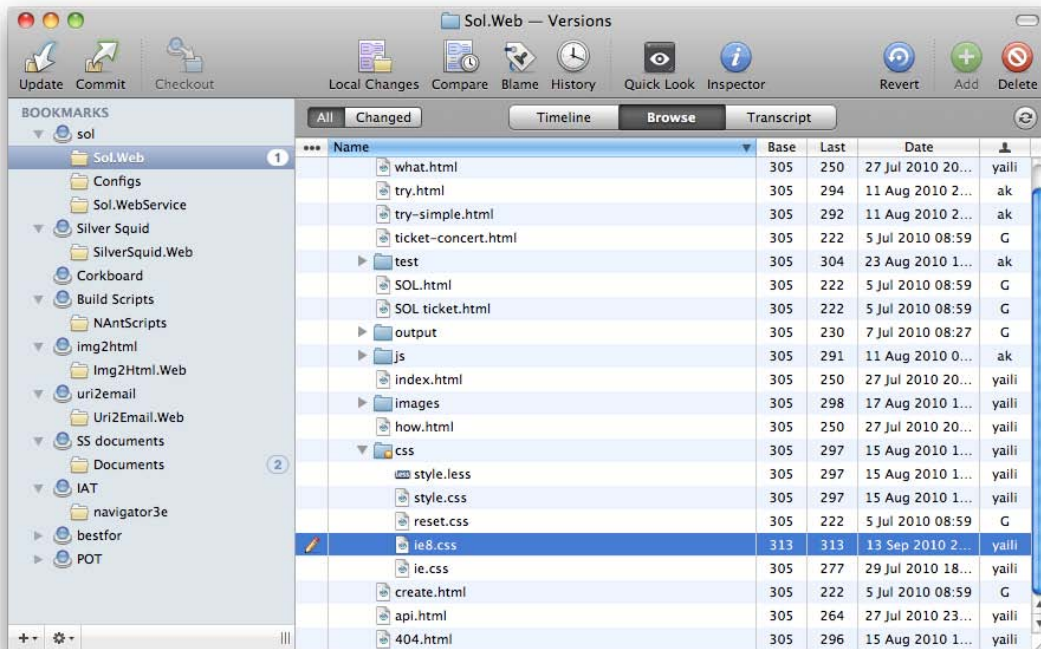 Sol.Web — Versions
Update Commit Checkout Local Changes Compare Blame History Quick Look Inspector Revert Add Delete
BOOKMARKS
sol
Sol.Web 1
Configs
Sol.WebService
Silver Squid
SilverSquid.Web
Corkboard
Build Scripts
NAntScripts
img2html
Img2Html.Web
uri2email
Uri2Email.Web
SS documents
Documents 2
IAT
navigator3e
bestfor
POT
All Changed Timeline Browse Transcript
••• Name Base Last Date
what.html 305 250 27 Jul 2010 20... yaili
try.html 305 294 11 Aug 2010 2... ak
try-simple.html 305 292 11 Aug 2010 2... ak
ticket-concert.html 305 222 5 Jul 2010 08:59 G
test 305 304 23 Aug 2010 1... ak
SOL.html 305 222 5 Jul 2010 08:59 G
SOL ticket.html 305 222 5 Jul 2010 08:59 G
output 305 230 7 Jul 2010 08:27 G
js 305 291 11 Aug 2010 0... ak
index.html 305 250 27 Jul 2010 20... yaili
images 305 298 17 Aug 2010 1... yaili
how.html 305 250 27 Jul 2010 20... yaili
css 305 297 15 Aug 2010 1... yaili
style.less 305 297 15 Aug 2010 1... yaili
style.css 305 297 15 Aug 2010 1... yaili
reset.css 305 222 5 Jul 2010 08:59 G
ie8.css 313 313 13 Sep 2010 2... yaili
ie.css 305 277 29 Jul 2010 18... yaili
create.html 305 222 5 Jul 2010 08:59 G
api.html 305 264 27 Jul 2010 23... yaili
404.html 305 296 15 Aug 2010 1... yaili